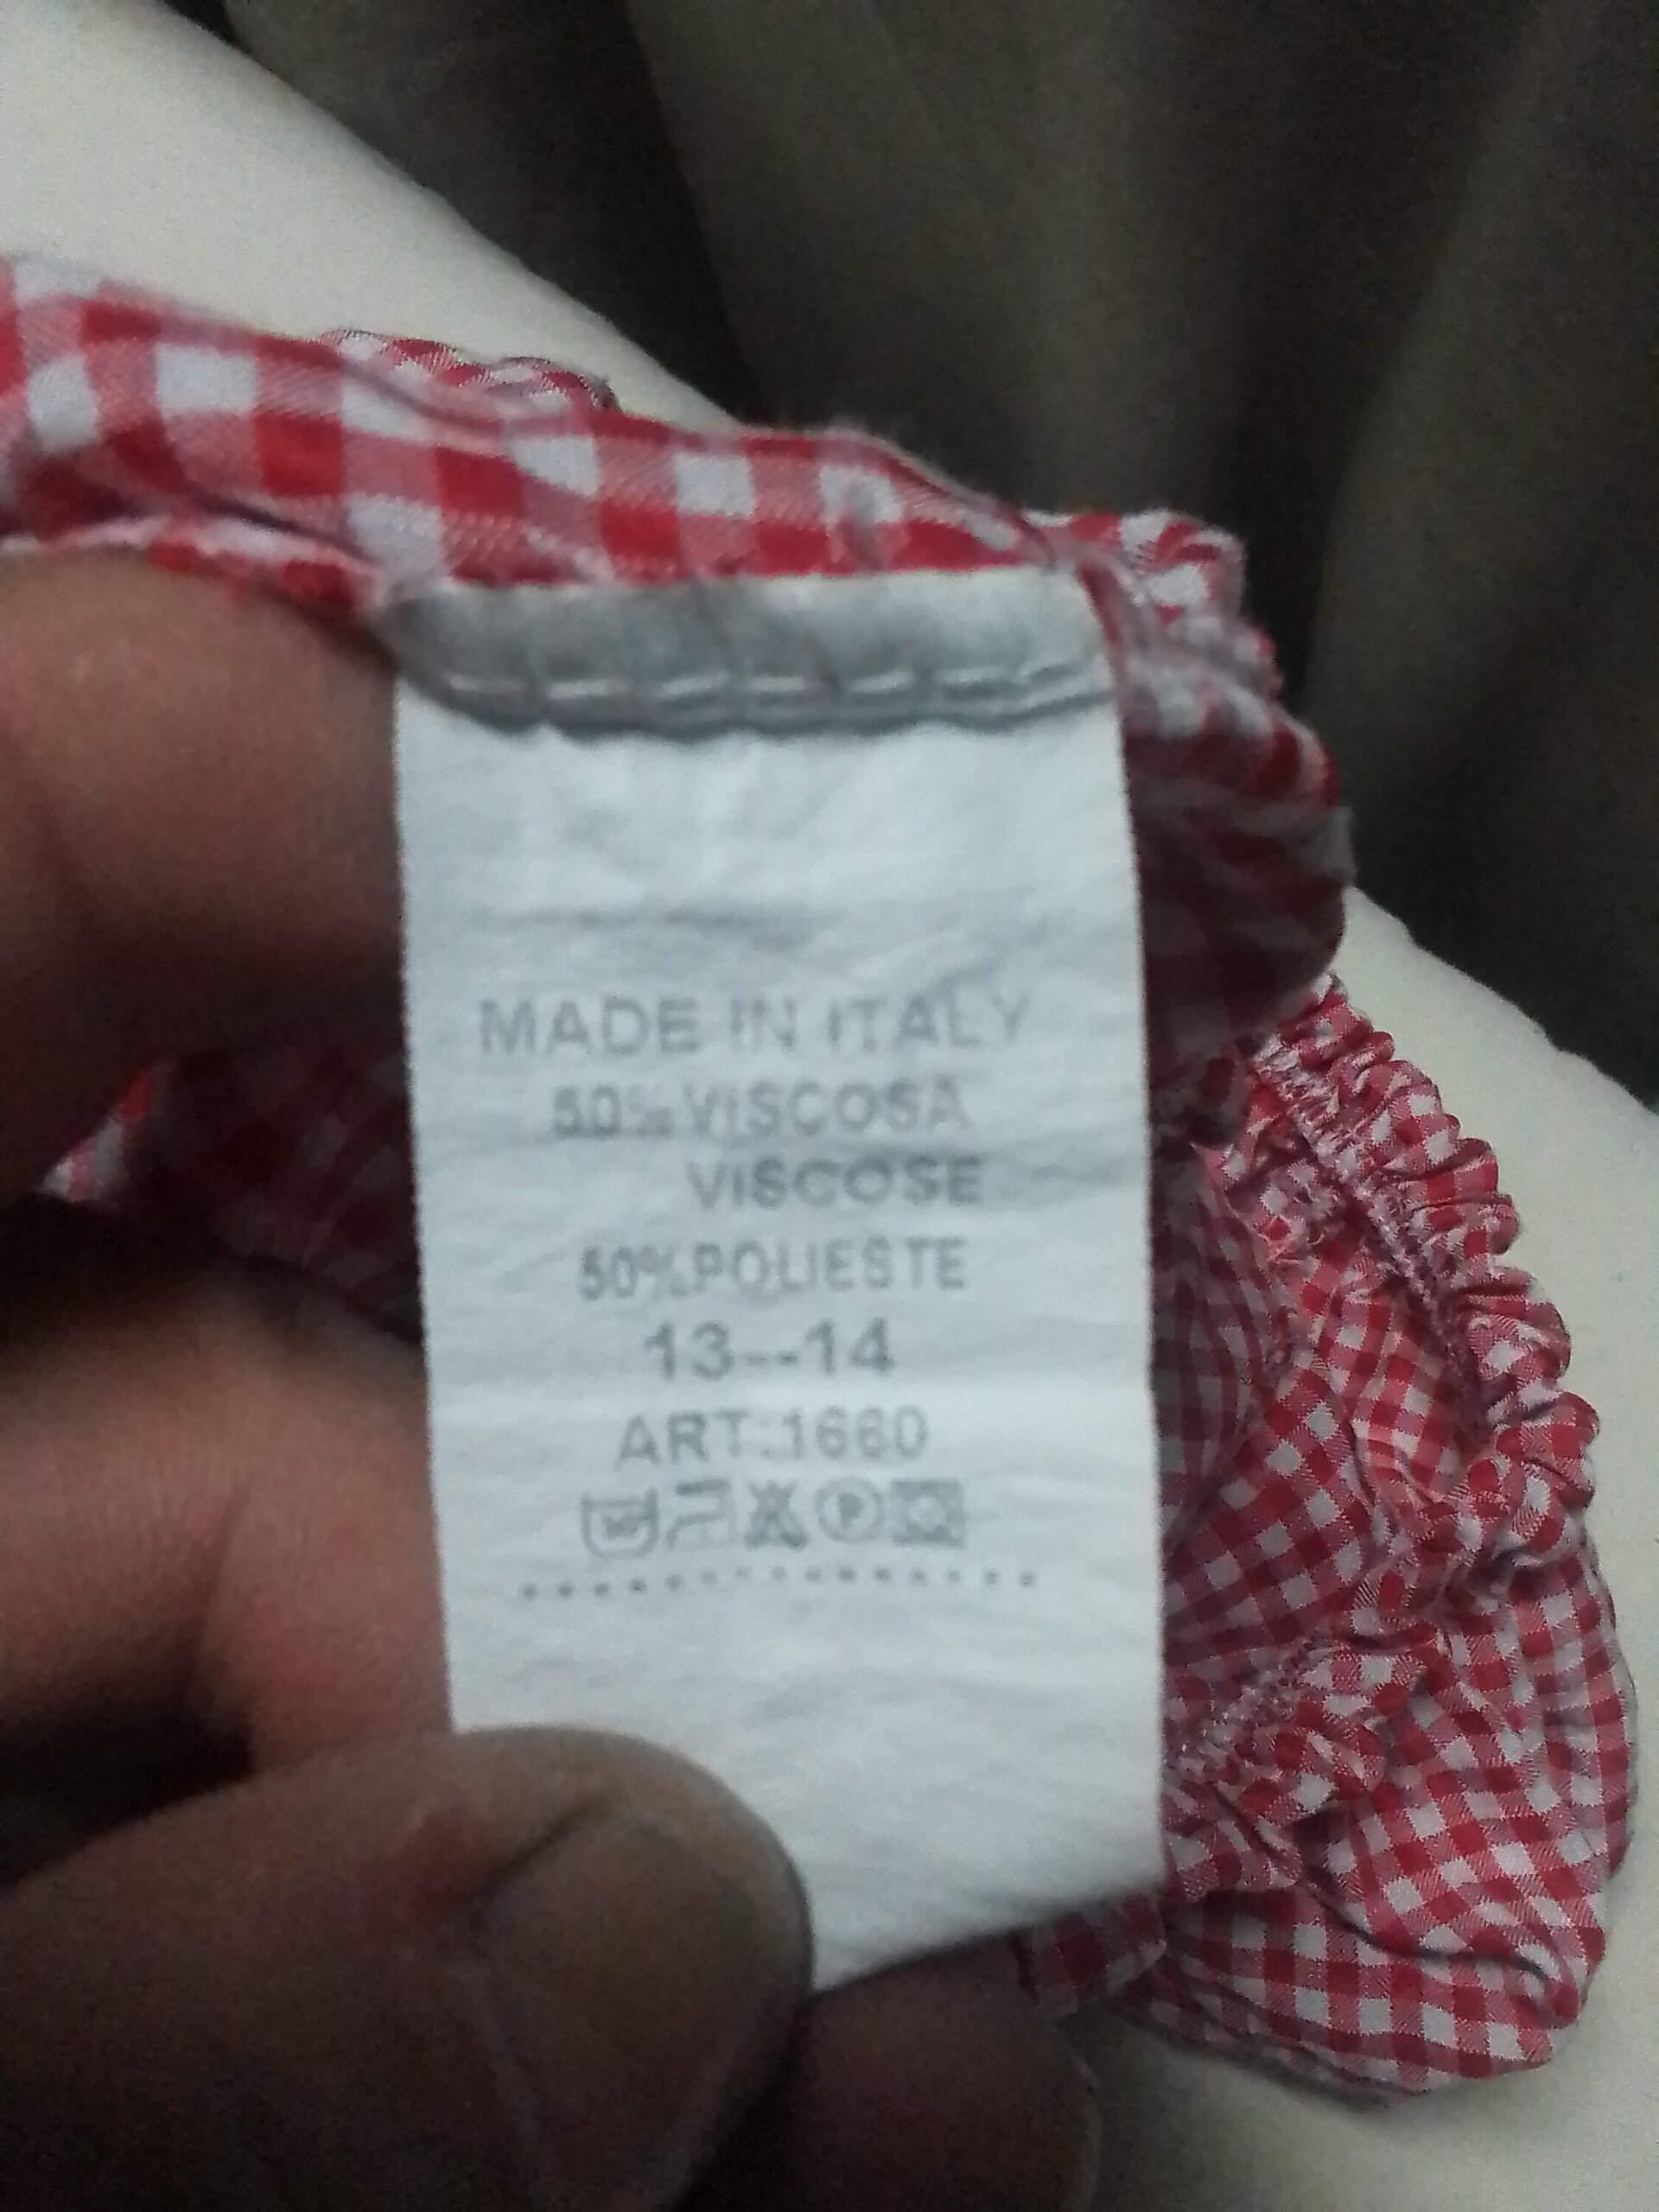 MADE IN ITALY
50%VISCOSA
VISCOSE
50%POLIESTE
13--14
ART:1660
P